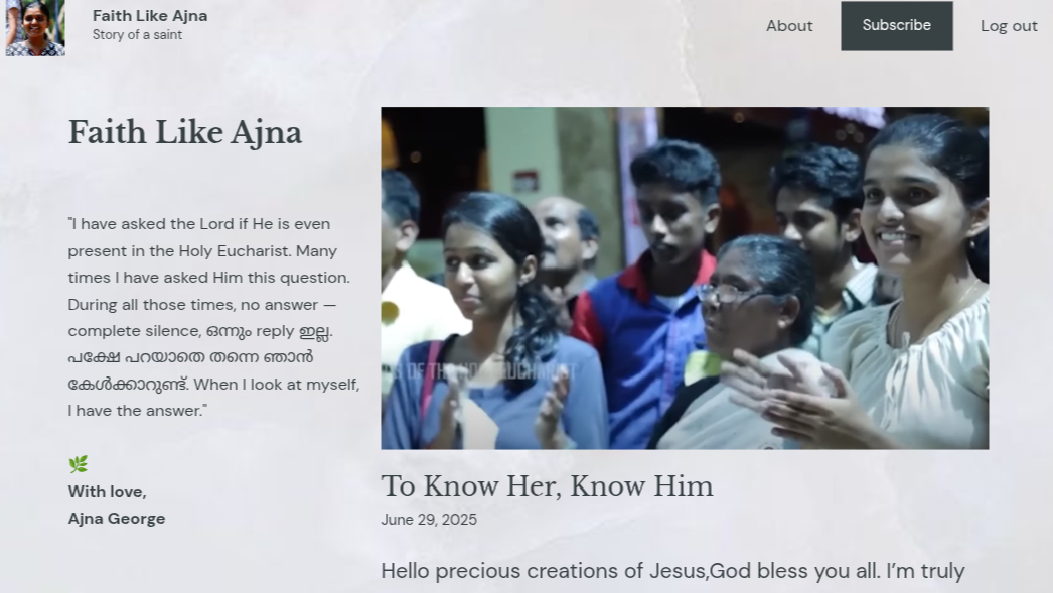 Faith Like Ajna
Story of a saint
About
Subscribe
Log out
Faith Like Ajna
"I have asked the Lord if He is even
present in the Holy Eucharist. Many
times I have asked Him this question.
During all those times, no answer —
complete silence, ഒന്നും reply ഇല്ല.
പക്ഷേ പറയാതെ തന്നെ ഞാൻ
കേൾക്കാറുണ്ട്. When I look at myself,
I have the answer."
With love,
Ajna George
OF THE HOLY EUCHARIST
To Know Her, Know Him
June 29, 2025
Hello precious creations of Jesus,God bless you all. I’m truly